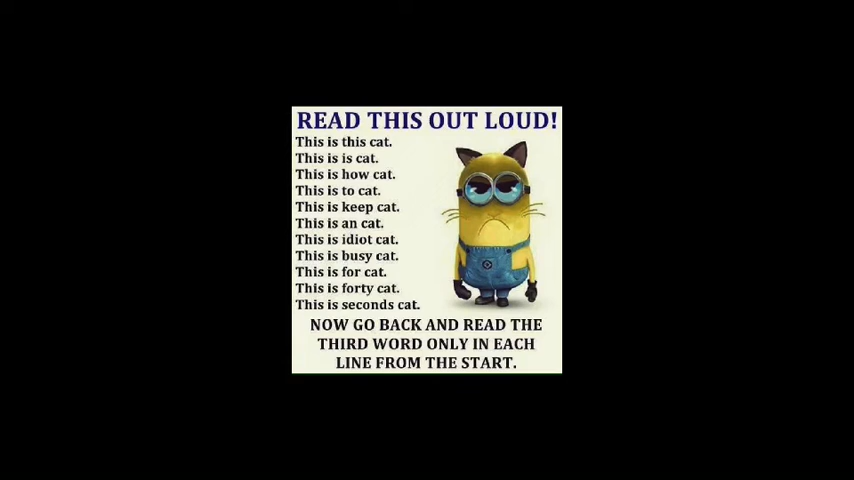 READ THIS OUT LOUD!
This is this cat.
This is is cat.
This is how cat.
This is to cat.
This is keep cat.
This is an cat.
This is idiot cat.
This is busy cat.
This is for cat.
This is forty cat.
This is seconds cat.
NOW GO BACK AND READ THE
THIRD WORD ONLY IN EACH
LINE FROM THE START.